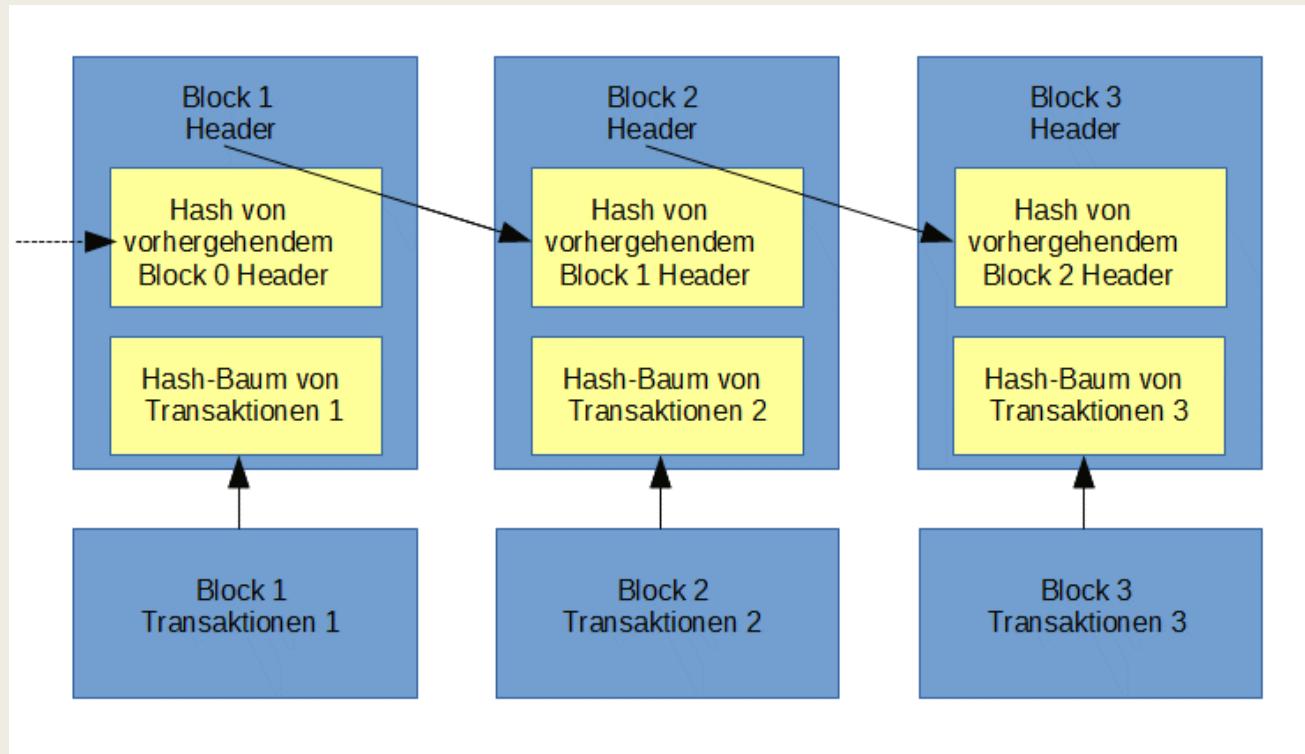 Block 1
Header
Hash von
vorhergehendem
Block 0 Header
Hash-Baum von
Transaktionen 1
Block 1
Transaktionen 1
Block 2
Header
Hash von
vorhergehendem
Block 1 Header
Hash-Baum von
Transaktionen 2
Block 2
Transaktionen 2
Block 3
Header
Hash von
vorhergehendem
Block 2 Header
Hash-Baum von
Transaktionen 3
Block 3
Transaktionen 3